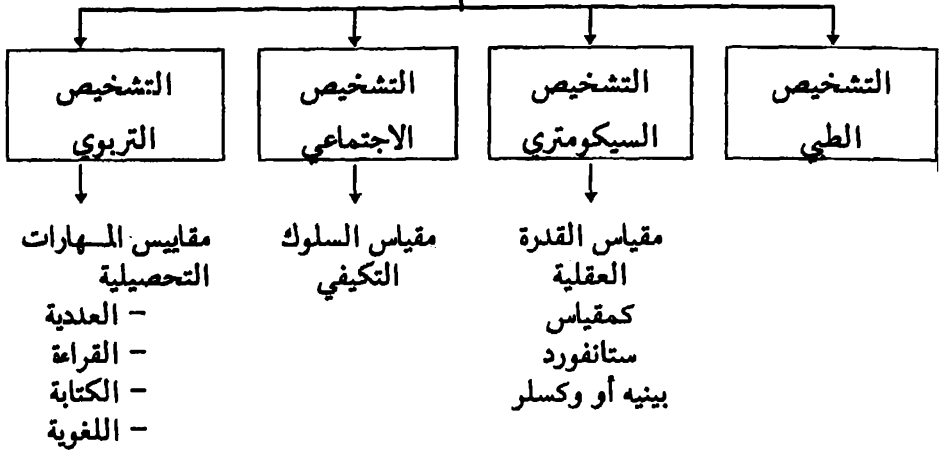 التشخيص
الطبي
التشخيص
السيكومتري
مقياس القدرة
العقلية
كمقياس
ستانفورد
بينيه أو وكسلر
التشخيص
الاجتماعي
مقياس السلوك
التكيفي
التشخيص
التربوي
مقاييس المهارات
التحصيلية
– العددية
– القراءة
– الكتابة
– اللغوية